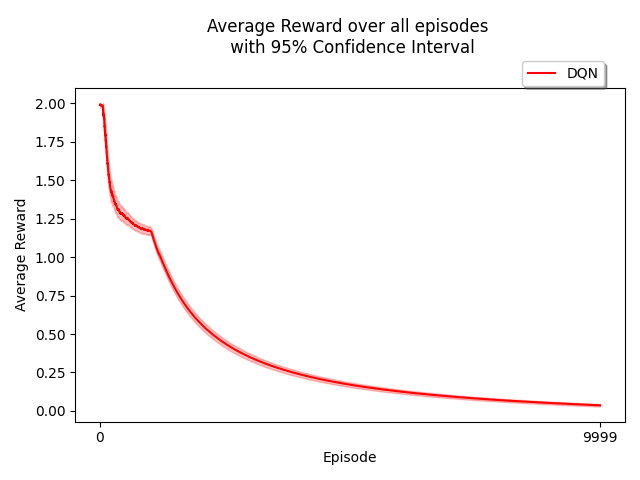 Average Reward over all episodes
with 95% Confidence Interval
DQN
2.00
1.75
1.50
1.25
1.00
0.75
0.50
0.25
0.00
Average Reward
0
9999
Episode